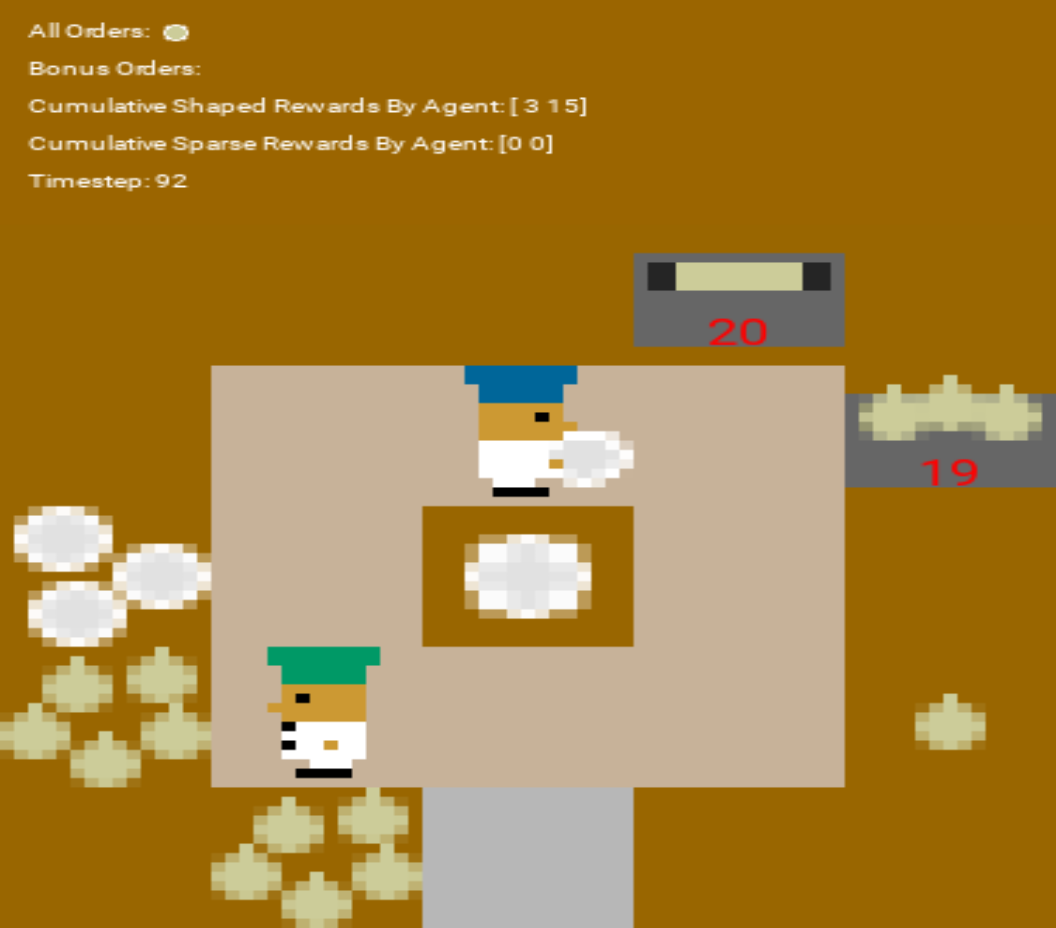 All Orders:
Bonus Orders:
Cumulative Shaped Rewards By Agent: [ 3 15]
Cumulative Sparse Rewards By Agent: [0 0]
Timestep: 92
20
19